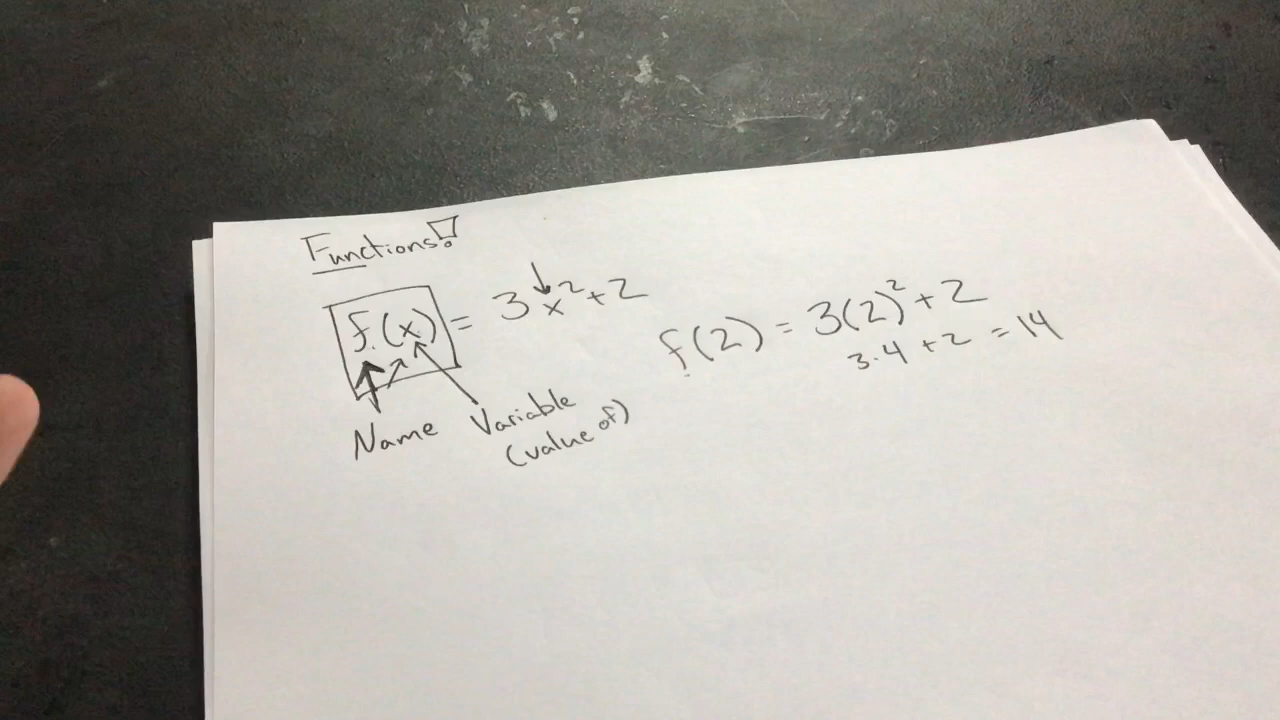 Functions!
f(x) = 3x²+2
f(2) = 3(2)²+2
3·4 +2 =14
Name
Variable
(value of)